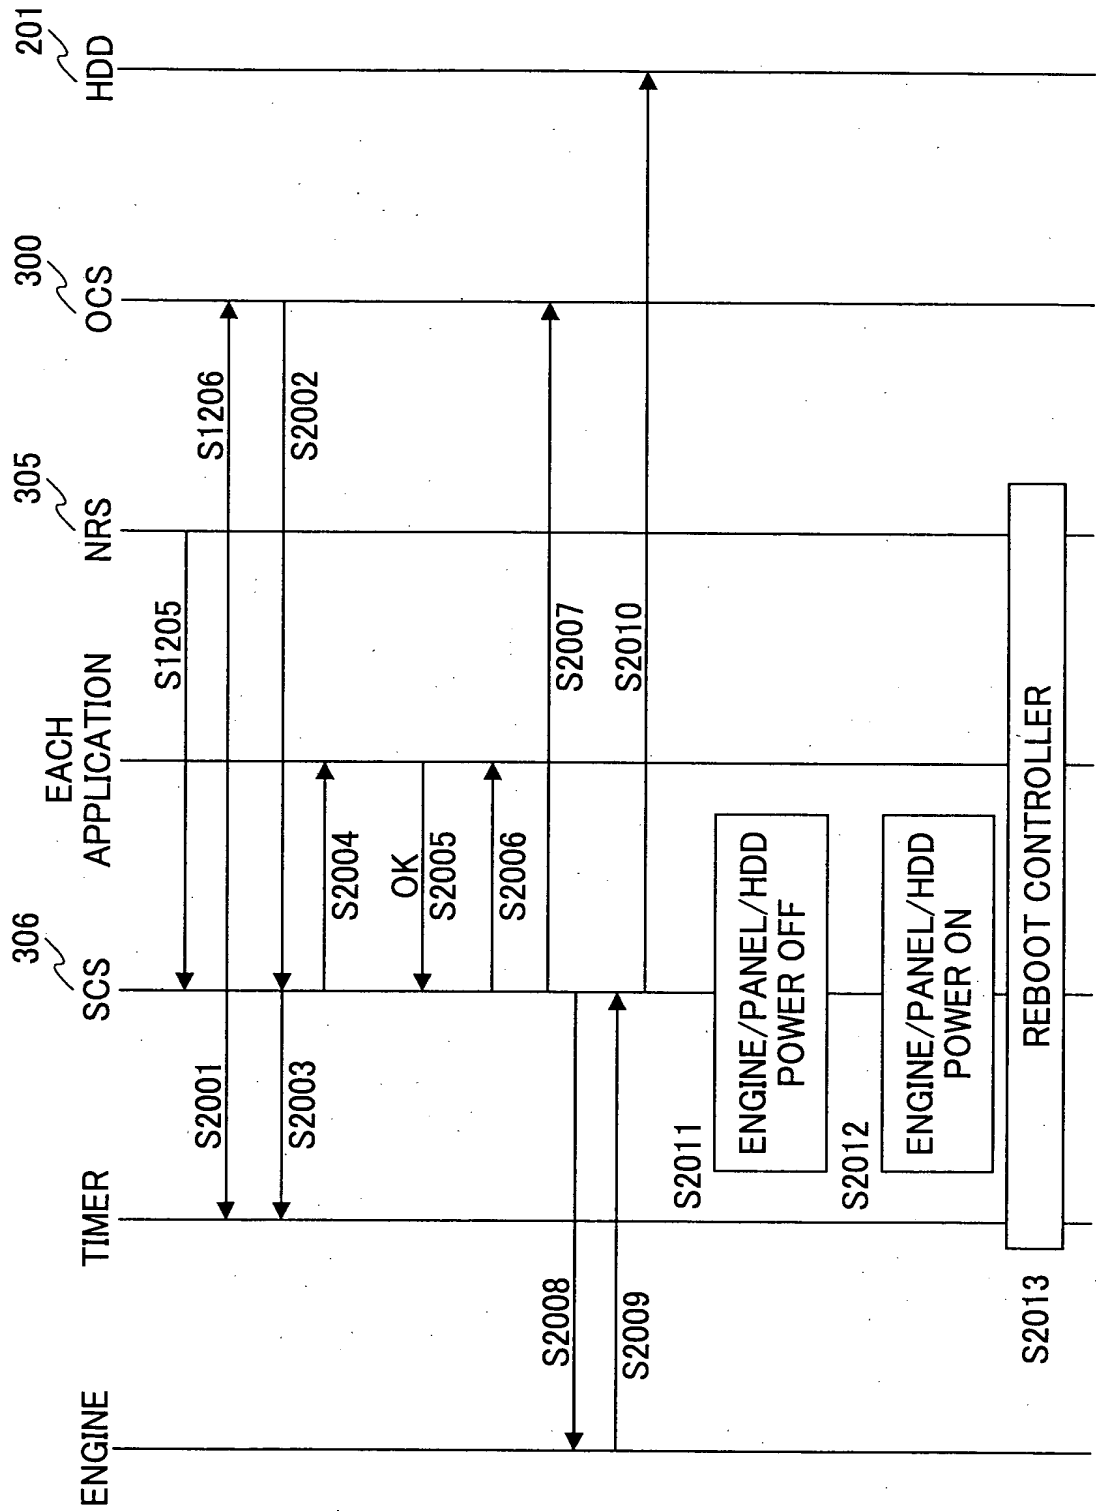 ENGINE
TIMER
SCS
306
EACH
APPLICATION
NRS
305
OCS
300
HDD
201
S1205
S2001
S1206
S2003
S2002
S2004
OK
S2005
S2006
S2007
S2008
S2009
S2010
S2011
ENGINE/PANEL/HDD
POWER OFF
S2012
ENGINE/PANEL/HDD
POWER ON
S2013
REBOOT CONTROLLER